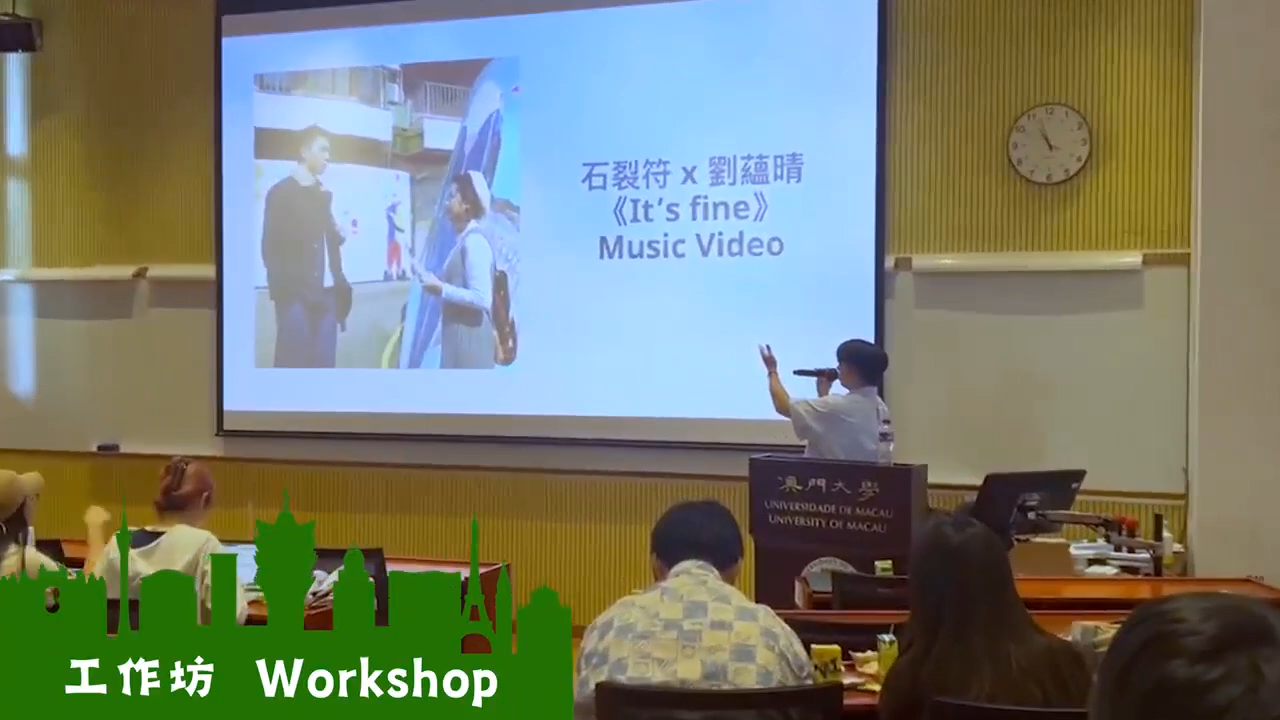 石裂符 x 劉蘊晴
《It's fine》
Music Video
澳門大學
UNIVERSIDADE DE MACAU
UNIVERSITY OF MACAU
工作坊 Workshop